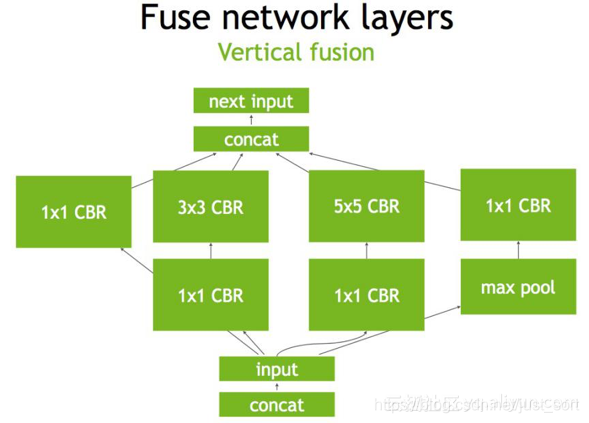 Fuse network layers
Vertical fusion
next input
concat
1x1 CBR
3x3 CBR
5x5 CBR
1x1 CBR
1x1 CBR
1x1 CBR
max pool
input
concat